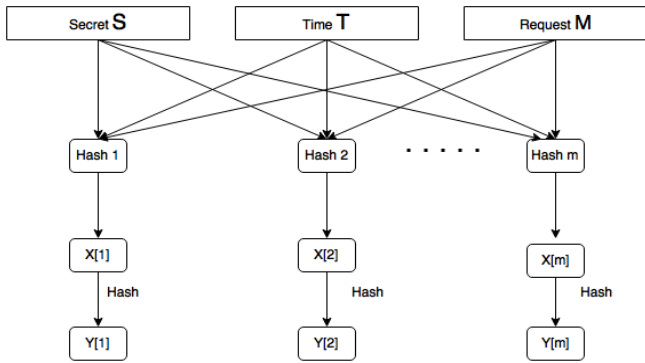 Secret S Time T Request M
Hash 1 Hash 2 . . . . . Hash m
X[1] X[2] X[m]
Hash Hash Hash
Y[1] Y[2] Y[m]